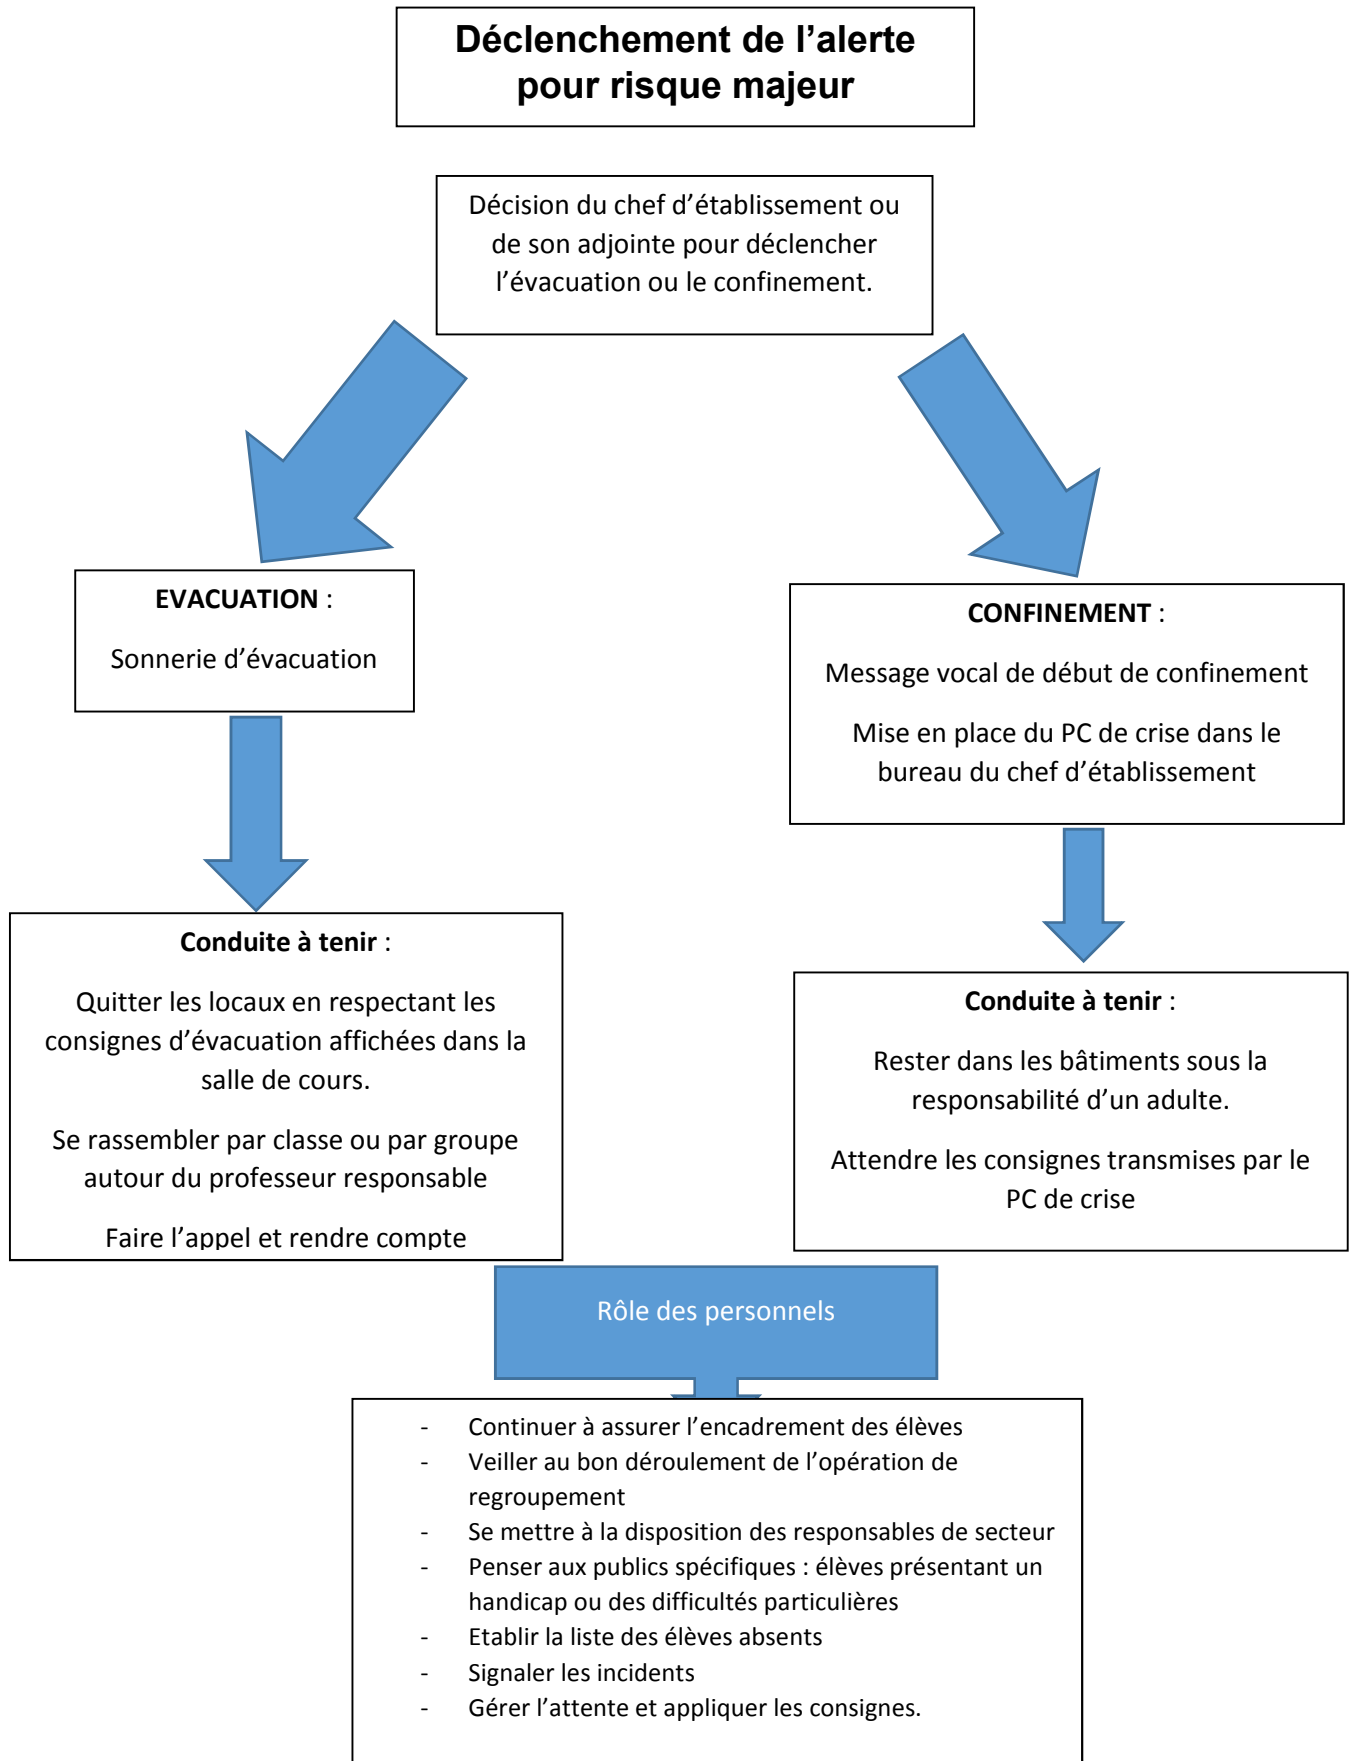 Déclenchement de l’alerte
pour risque majeur
Décision du chef d’établissement ou
de son adjointe pour déclencher
l’évacuation ou le confinement.
EVACUATION :
Sonnerie d’évacuation
CONFINEMENT :
Message vocal de début de confinement
Mise en place du PC de crise dans le
bureau du chef d’établissement
Conduite à tenir :
Quitter les locaux en respectant les
consignes d’évacuation affichées dans la
salle de cours.
Se rassembler par classe ou par groupe
autour du professeur responsable
Faire l’appel et rendre compte
Conduite à tenir :
Rester dans les bâtiments sous la
responsabilité d’un adulte.
Attendre les consignes transmises par le
PC de crise
Rôle des personnels
- Continuer à assurer l’encadrement des élèves
- Veiller au bon déroulement de l’opération de
regroupement
- Se mettre à la disposition des responsables de secteur
- Penser aux publics spécifiques : élèves présentant un
handicap ou des difficultés particulières
- Etablir la liste des élèves absents
- Signaler les incidents
- Gérer l’attente et appliquer les consignes.